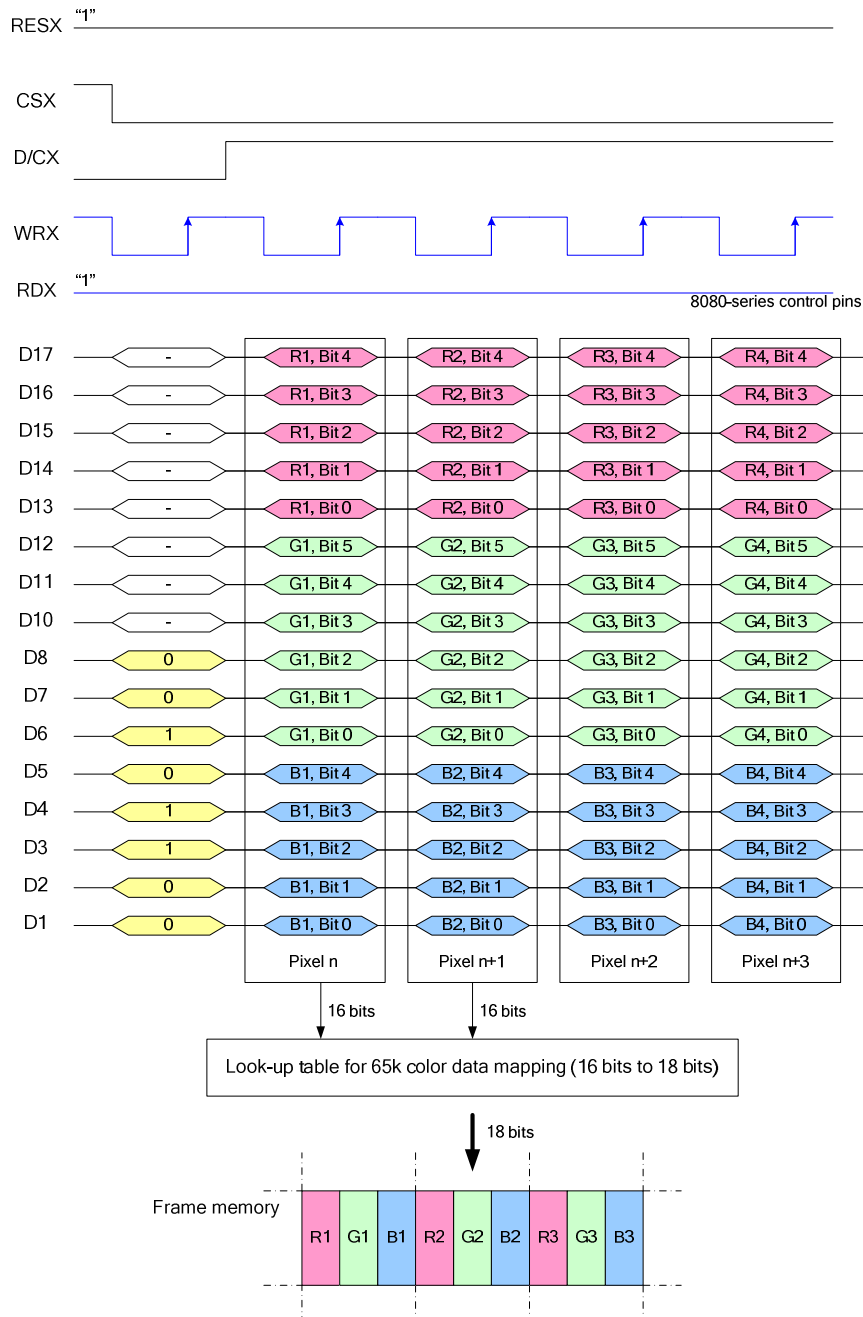 RESX “1”
CSX
D/CX
WRX
RDX “1”
8080-series control pins
D17 - R1, Bit 4 R2, Bit 4 R3, Bit 4 R4, Bit 4
D16 - R1, Bit 3 R2, Bit 3 R3, Bit 3 R4, Bit 3
D15 - R1, Bit 2 R2, Bit 2 R3, Bit 2 R4, Bit 2
D14 - R1, Bit 1 R2, Bit 1 R3, Bit 1 R4, Bit 1
D13 - R1, Bit 0 R2, Bit 0 R3, Bit 0 R4, Bit 0
D12 - G1, Bit 5 G2, Bit 5 G3, Bit 5 G4, Bit 5
D11 - G1, Bit 4 G2, Bit 4 G3, Bit 4 G4, Bit 4
D10 - G1, Bit 3 G2, Bit 3 G3, Bit 3 G4, Bit 3
D8 0 G1, Bit 2 G2, Bit 2 G3, Bit 2 G4, Bit 2
D7 0 G1, Bit 1 G2, Bit 1 G3, Bit 1 G4, Bit 1
D6 1 G1, Bit 0 G2, Bit 0 G3, Bit 0 G4, Bit 0
D5 0 B1, Bit 4 B2, Bit 4 B3, Bit 4 B4, Bit 4
D4 1 B1, Bit 3 B2, Bit 3 B3, Bit 3 B4, Bit 3
D3 1 B1, Bit 2 B2, Bit 2 B3, Bit 2 B4, Bit 2
D2 0 B1, Bit 1 B2, Bit 1 B3, Bit 1 B4, Bit 1
D1 0 B1, Bit 0 B2, Bit 0 B3, Bit 0 B4, Bit 0
Pixel n Pixel n+1 Pixel n+2 Pixel n+3
16 bits 16 bits
Look-up table for 65k color data mapping (16 bits to 18 bits)
18 bits
Frame memory
R1 G1 B1 R2 G2 B2 R3 G3 B3